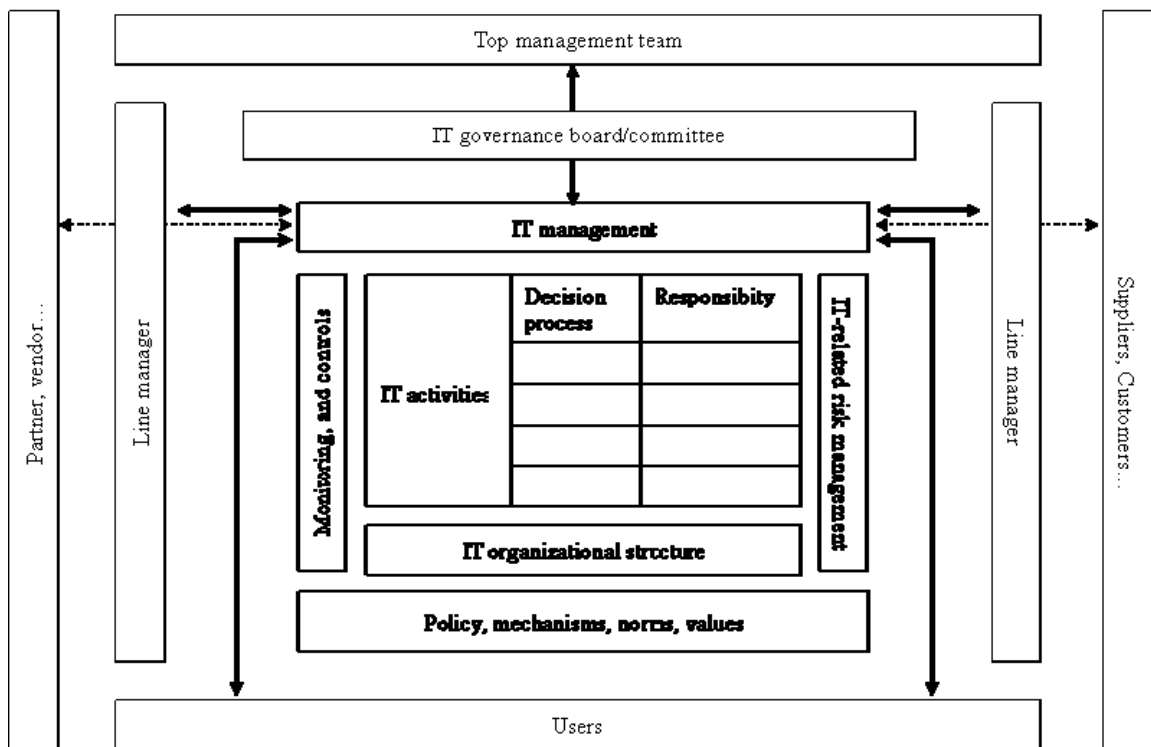 Top management team
IT governance board/committee
IT management
Partner, vendor...
Line manager
Monitoring, and controls
IT activities
Decision
process
Responsibity
IT-related risk management
Line manager
Suppliers, Customers...
IT organizational structure
Policy, mechanisms, norms, values
Users